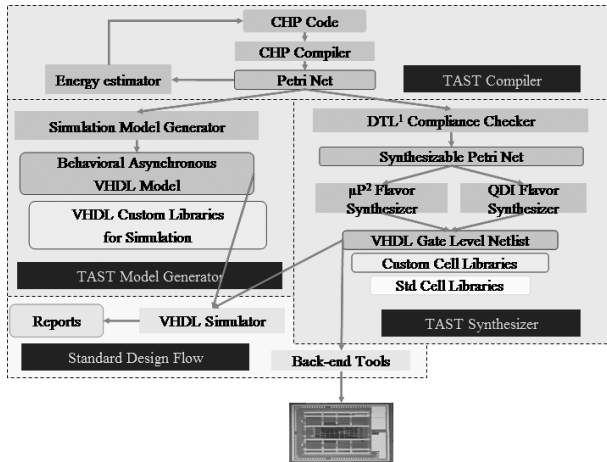 CHP Code
CHP Compiler
Energy estimator
Petri Net
TAST Compiler
Simulation Model Generator
Behavioral Asynchronous
VHDL Model
VHDL Custom Libraries
for Simulation
TAST Model Generator
DTL¹ Compliance Checker
Synthesizable Petri Net
µP² Flavor
Synthesizer
QDI Flavor
Synthesizer
VHDL Gate Level Netlist
Custom Cell Libraries
Std Cell Libraries
TAST Synthesizer
Reports
VHDL Simulator
Standard Design Flow
Back-end Tools